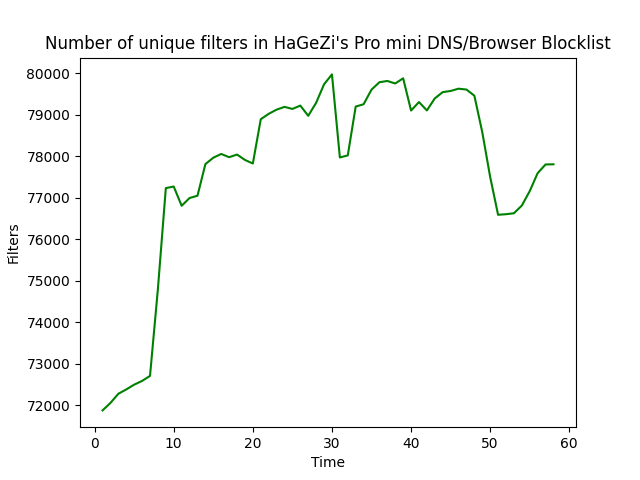 Number of unique filters in HaGeZi's Pro mini DNS/Browser Blocklist
80000
79000
78000
77000
76000
75000
74000
73000
72000
Filters
0 10 20 30 40 50 60
Time